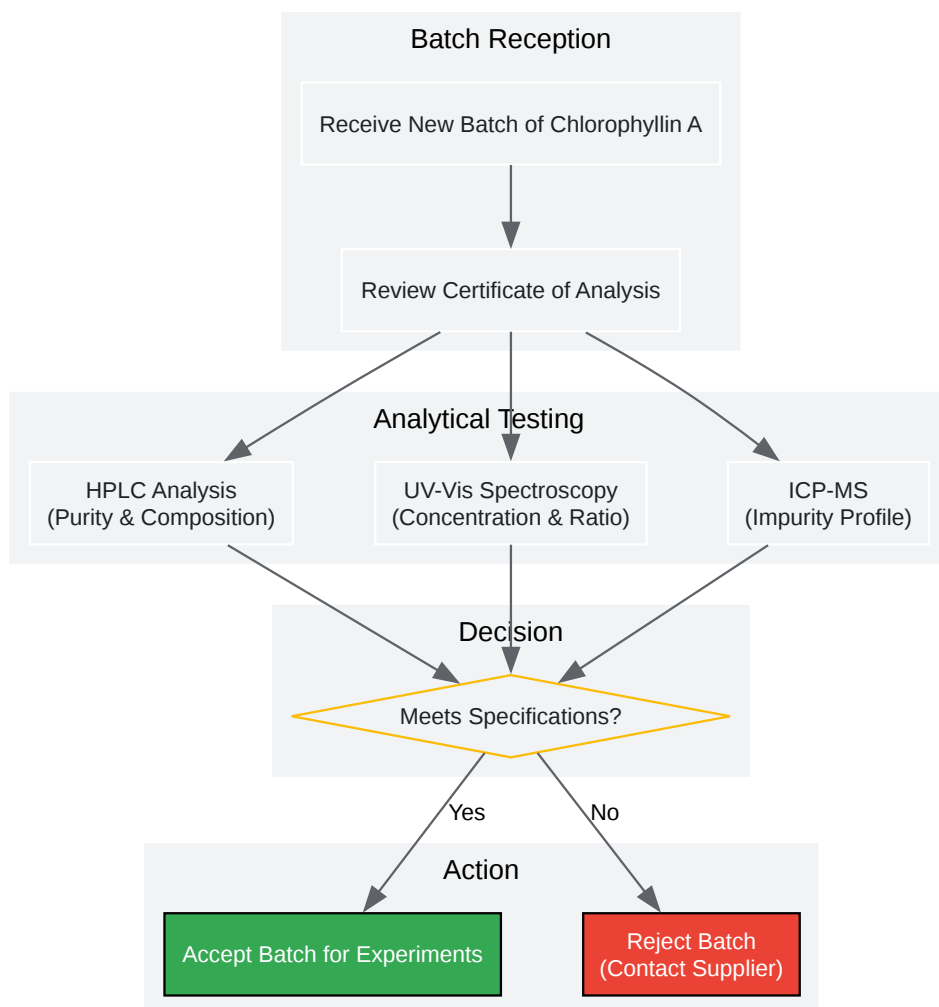 Batch Reception
Receive New Batch of Chlorophyllin A
Review Certificate of Analysis
Analytical Testing
HPLC Analysis
(Purity & Composition)
UV-Vis Spectroscopy
(Concentration & Ratio)
ICP-MS
(Impurity Profile)
Decision
Meets Specifications?
Yes
No
Action
Accept Batch for Experiments
Reject Batch
(Contact Supplier)